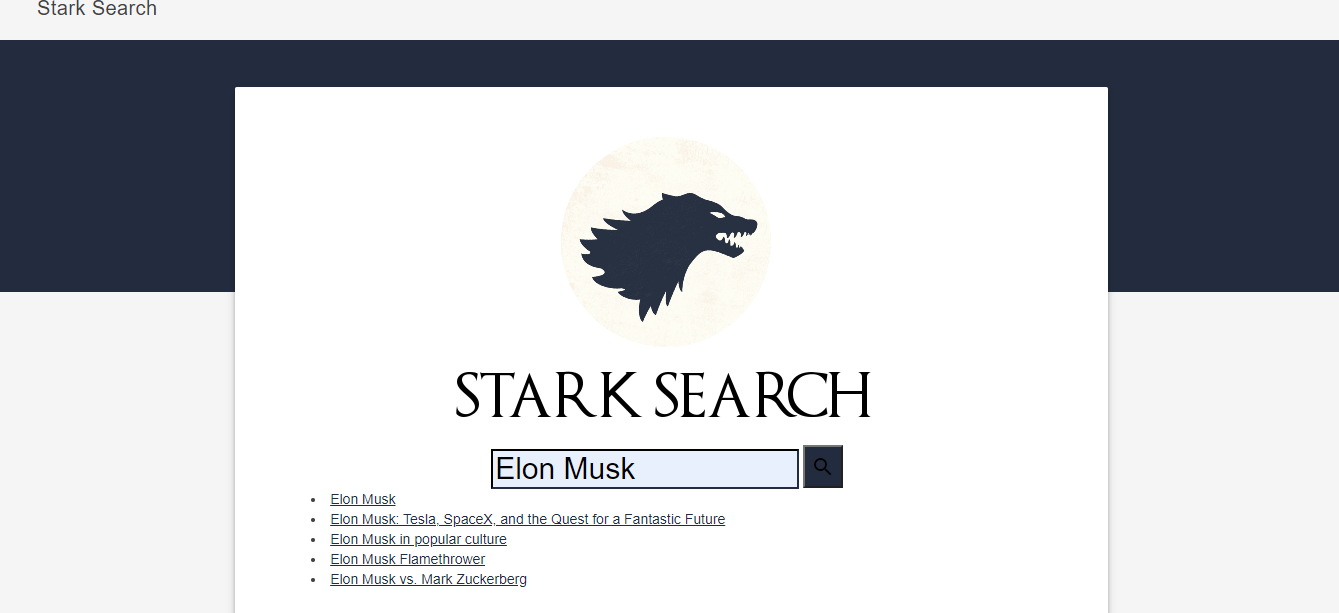 Stark Search
STARK SEARCH
Elon Musk
Elon Musk
Elon Musk: Tesla, SpaceX, and the Quest for a Fantastic Future
Elon Musk in popular culture
Elon Musk Flamethrower
Elon Musk vs. Mark Zuckerberg